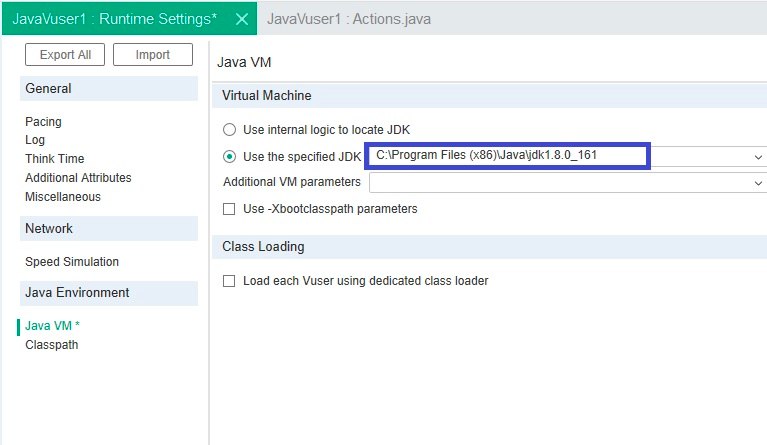 JavaVuser1 : Runtime Settings* JavaVuser1 : Actions.java
Export All Import
General
Pacing
Log
Think Time
Additional Attributes
Miscellaneous
Network
Speed Simulation
Java Environment
Java VM *
Classpath
Java VM
Virtual Machine
Use internal logic to locate JDK
Use the specified JDK C:\Program Files (x86)\Java\jdk1.8.0_161
Additional VM parameters
Use -Xbootclasspath parameters
Class Loading
Load each Vuser using dedicated class loader